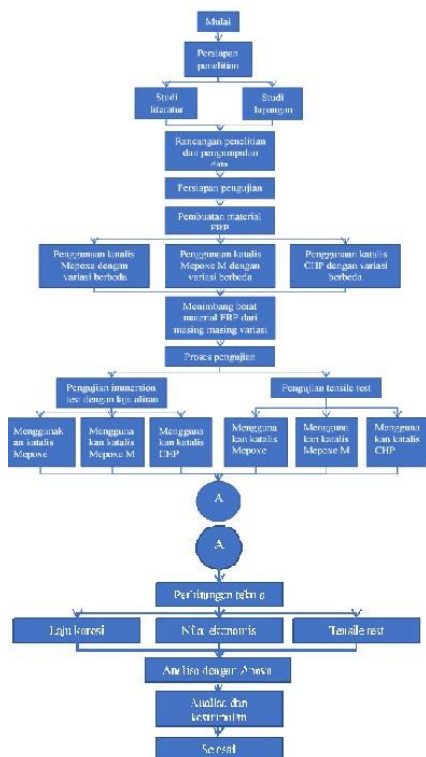 Mulai
Persiapan
penelitian
Studi
literatur
Studi
lapangan
Rancangan penelitian
dan pengumpulan
data
Persiapan pengujian
Pembuatan material
FRP
Penggunaan katalis
Mepoxe dengan
variasi berbeda
Penggunaan katalis
Mepoxe M dengan
variasi berbeda
Penggunaan katalis
CHP dengan variasi
berbeda
Menimbang berat
material FRP dari
masing masing variasi
Proses pengujian
Pengujian immersion
test dengan laju aliran
Pengujian tensile test
Menggunak
an katalis
Mepoxe
Mengguna
kan katalis
Mepoxe M
Mengguna
kan katalis
CHP
Mengguna
kan katalis
Mepoxe
Mengguna
kan katalis
Mepoxe M
Mengguna
kan katalis
CHP
A
A
Perhitungan teknis
Laju korosi
Nilai ekonomis
Tensile test
Analisa dengan Anova
Analisa dan
kesimpulan
Selesai